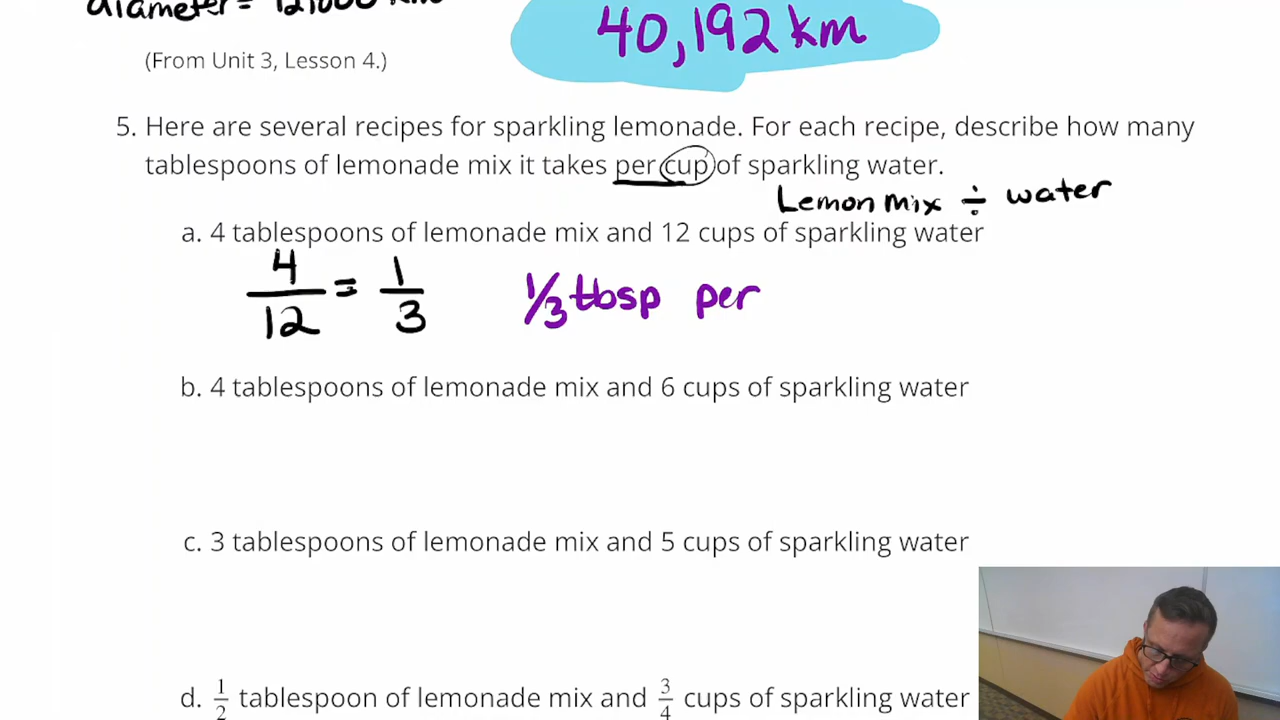 diameter = 12,800 km
40,192 km
(From Unit 3, Lesson 4.)
5. Here are several recipes for sparkling lemonade. For each recipe, describe how many
tablespoons of lemonade mix it takes per cup of sparkling water.
Lemon mix ÷ water
a. 4 tablespoons of lemonade mix and 12 cups of sparkling water
4/12 = 1/3 1/3 tbsp per
b. 4 tablespoons of lemonade mix and 6 cups of sparkling water
c. 3 tablespoons of lemonade mix and 5 cups of sparkling water
d. 1/2 tablespoon of lemonade mix and 3/4 cups of sparkling water